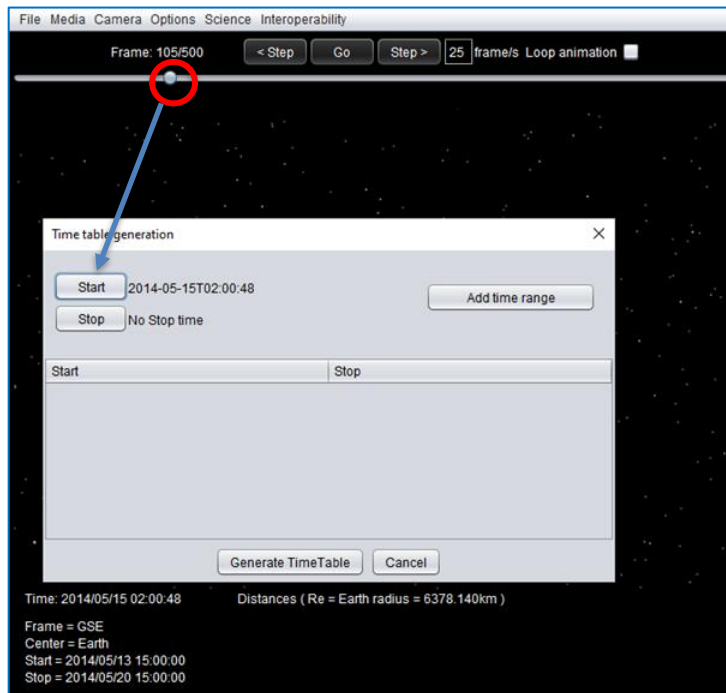 File Media Camera Options Science Interoperability
Frame: 105/500 < Step Go Step > 25 frame/s Loop animation
Time table generation
Start 2014-05-15T02:00:48
Add time range
Stop No Stop time
Start Stop
Generate TimeTable Cancel
Time: 2014/05/15 02:00:48 Distances ( Re = Earth radius = 6378.140km )
Frame = GSE
Center = Earth
Start = 2014/05/13 15:00:00
Stop = 2014/05/20 15:00:00